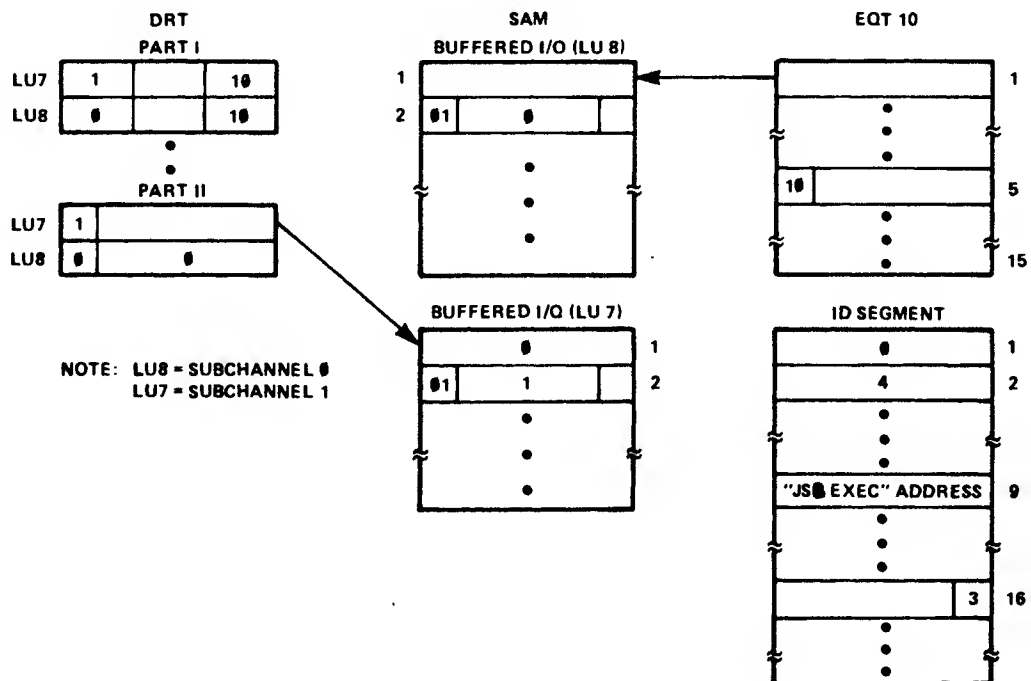 DRT
PART I
LU7 1 10
LU8 0 10
PART II
LU7 1
LU8 0 0
NOTE: LU8 = SUBCHANNEL 0
LU7 = SUBCHANNEL 1
SAM
BUFFERED I/O (LU 8)
1
2 01 0
BUFFERED I/O (LU 7)
0 1
01 1 2
EQT 10
1
10 5
15
ID SEGMENT
0 1
4 2
"JSB EXEC" ADDRESS 9
3 16